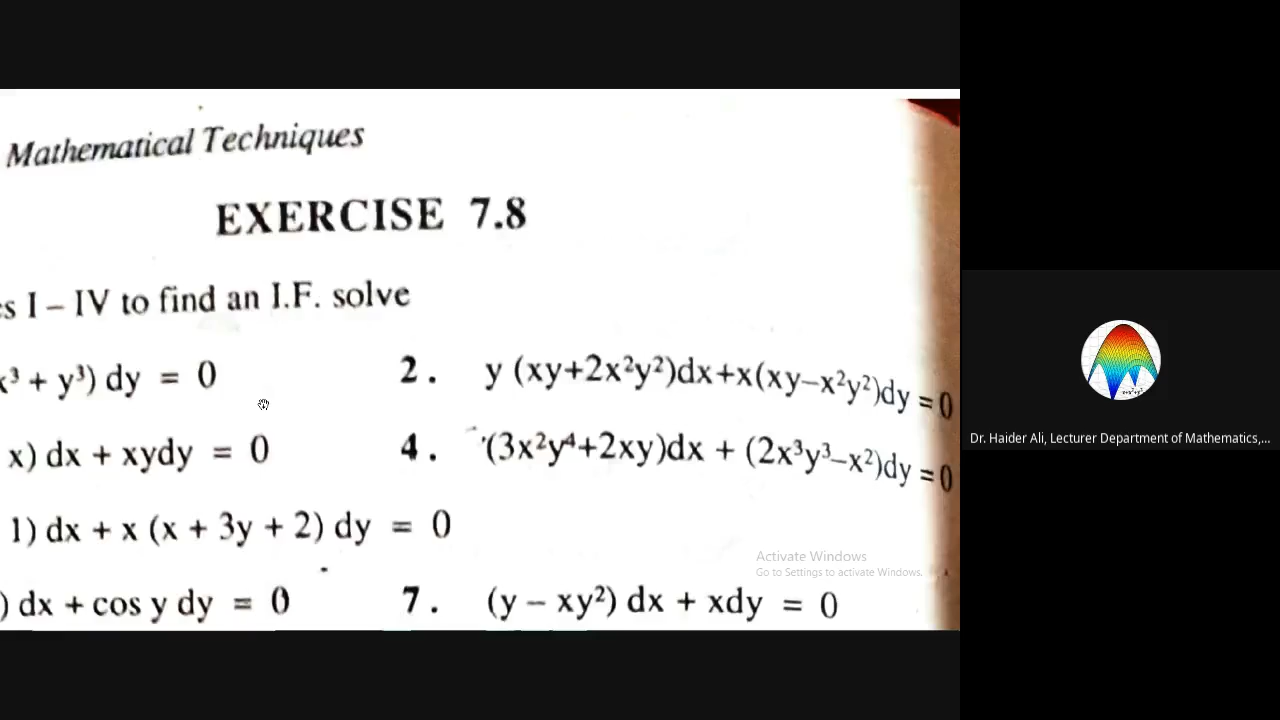 Mathematical Techniques
EXERCISE 7.8
s I – IV to find an I.F. solve
x³ + y³) dy = 0
2. y (xy+2x²y²)dx+x(xy–x²y²)dy = 0
x) dx + xydy = 0
4. (3x²y⁴+2xy)dx + (2x³y³–x²)dy = 0
1) dx + x (x + 3y + 2) dy = 0
) dx + cos y dy = 0
7. (y – xy²) dx + xdy = 0
Activate Windows
Go to Settings to activate Windows.
Dr. Haider Ali, Lecturer Department of Mathematics,...